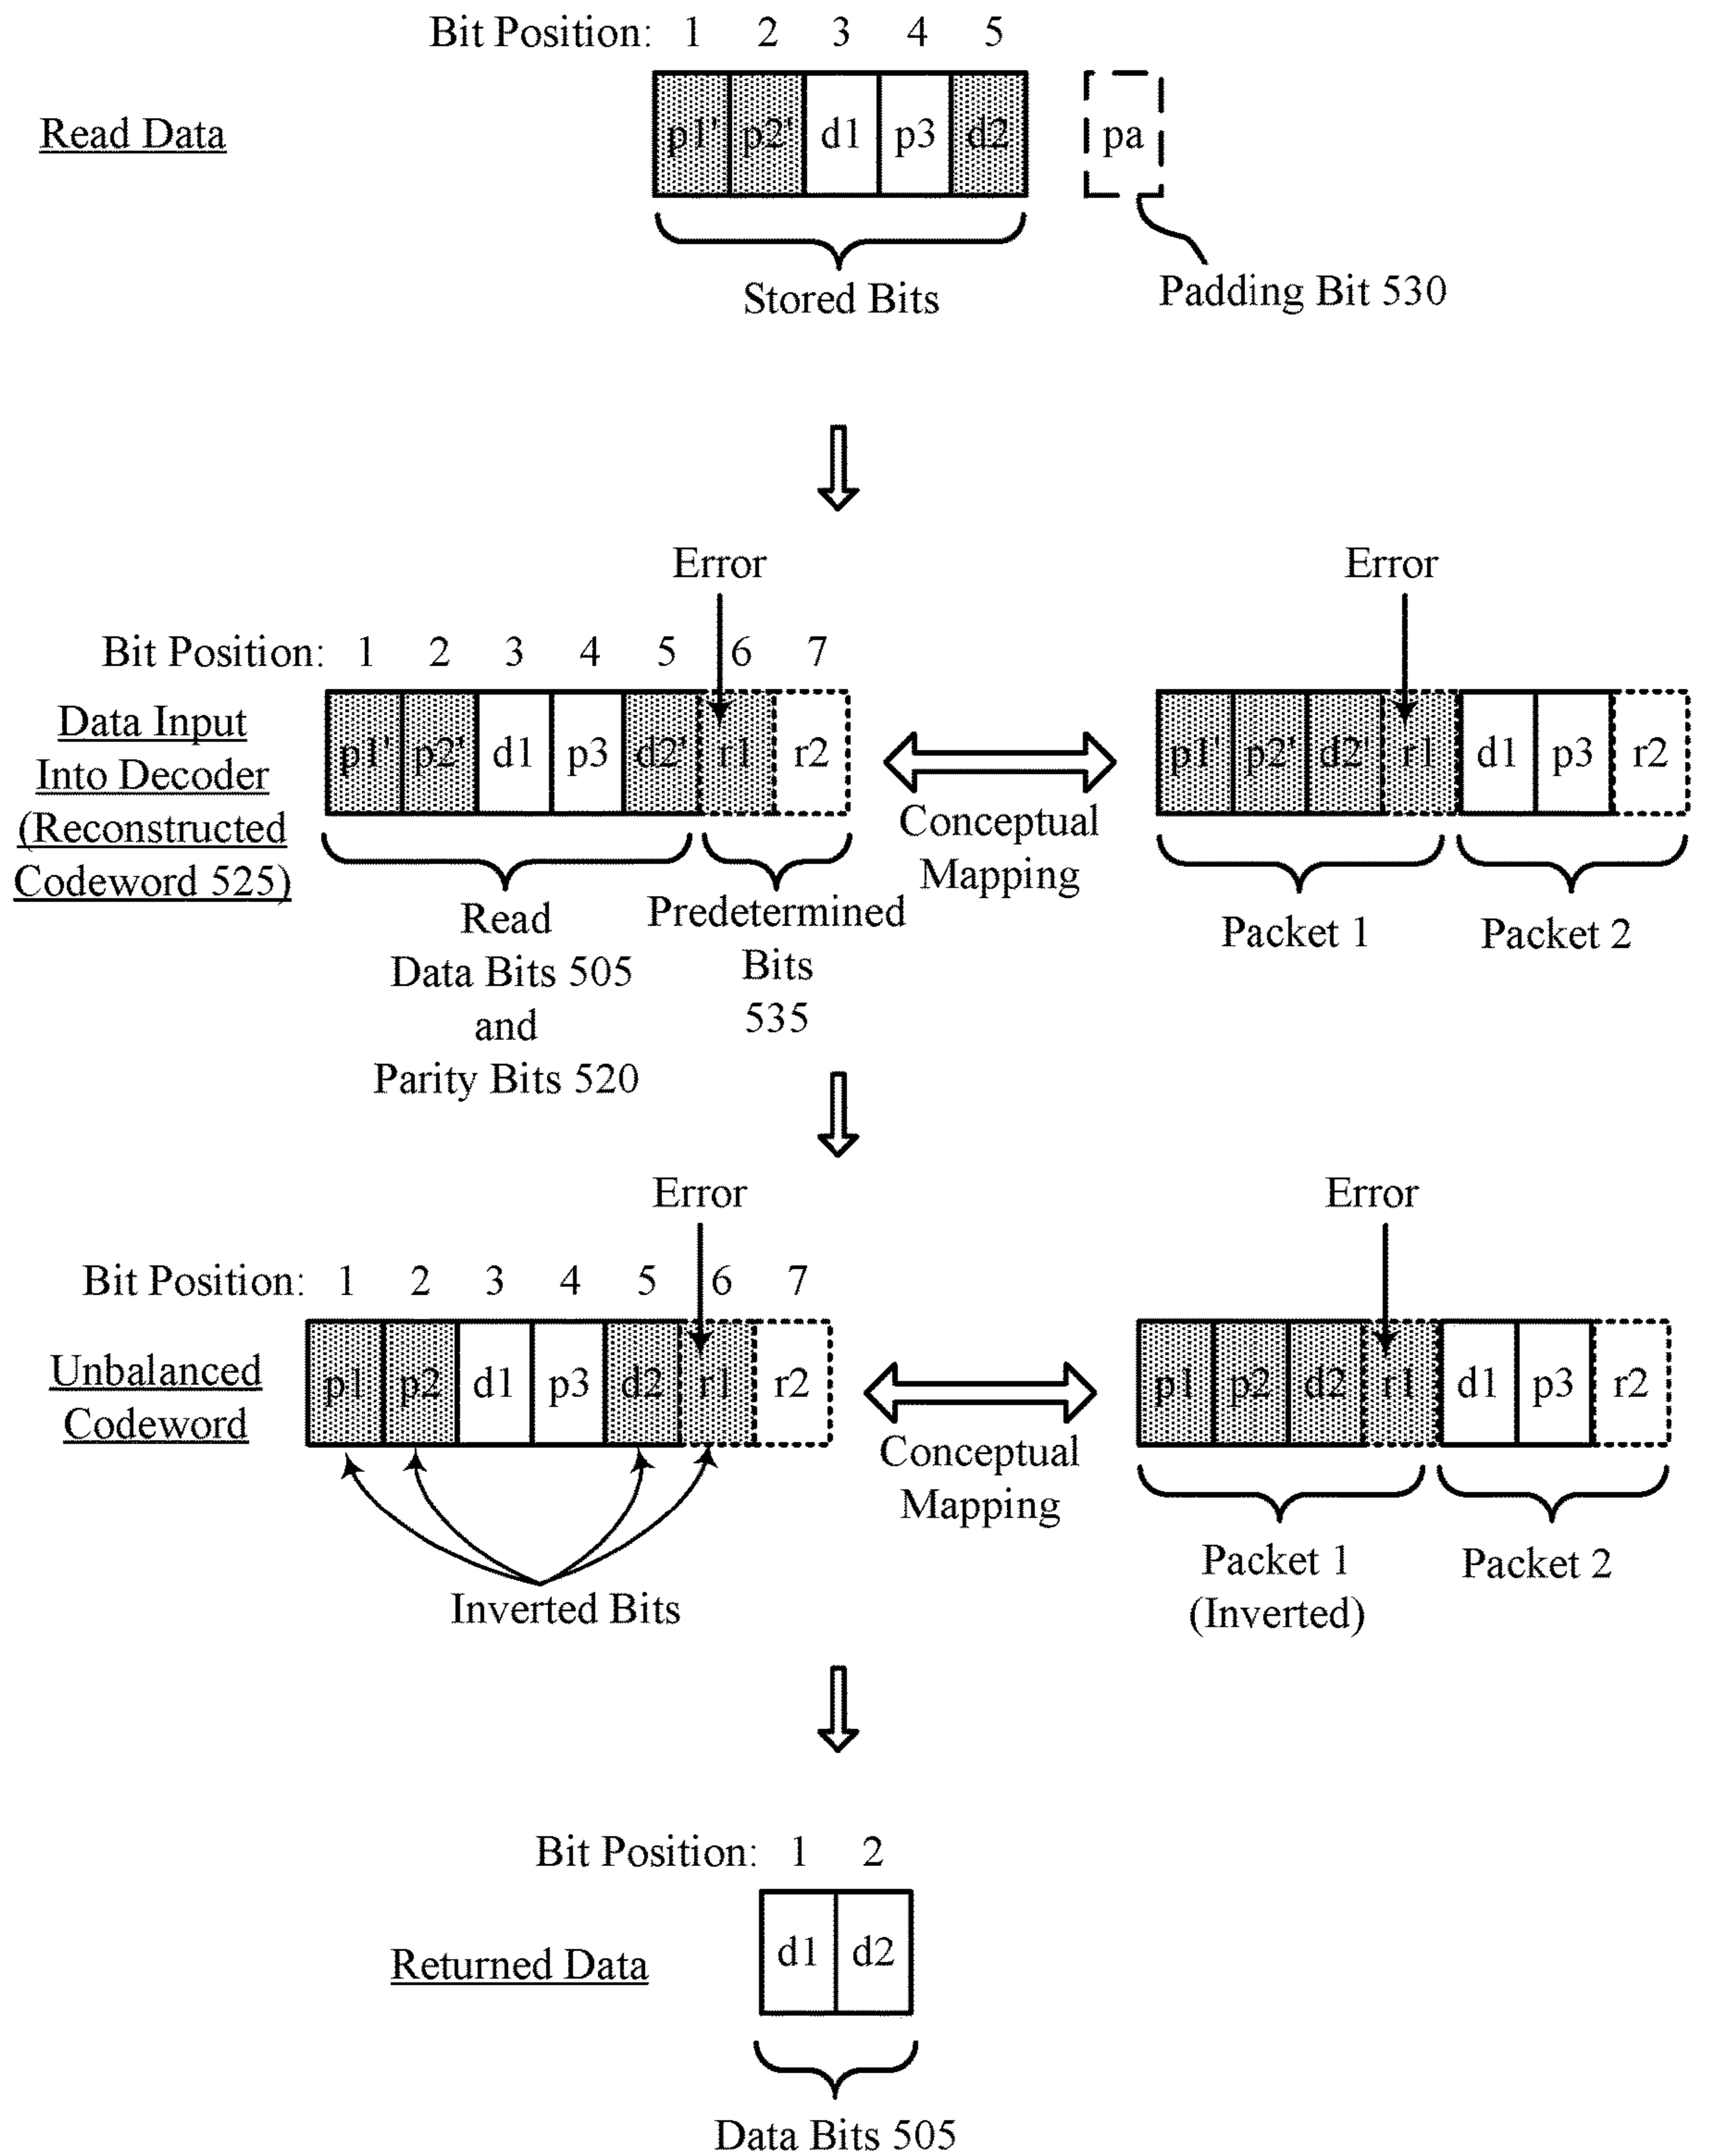 Bit Position: 1 2 3 4 5
Read Data
p1' p2' d1 p3 d2 pa
Stored Bits
Padding Bit 530
Error
Error
Bit Position: 1 2 3 4 5 6 7
Data Input
Into Decoder
(Reconstructed
Codeword 525)
p1' p2' d1 p3 d2' r1 r2
Conceptual
Mapping
p1' p2' d2' r1 d1 p3 r2
Read
Data Bits 505
and
Parity Bits 520
Predetermined
Bits
535
Packet 1
Packet 2
Error
Error
Bit Position: 1 2 3 4 5 6 7
Unbalanced
Codeword
p1 p2 d1 p3 d2 r1 r2
Conceptual
Mapping
p1 p2 d2 r1 d1 p3 r2
Inverted Bits
Packet 1
(Inverted)
Packet 2
Bit Position: 1 2
Returned Data
d1 d2
Data Bits 505